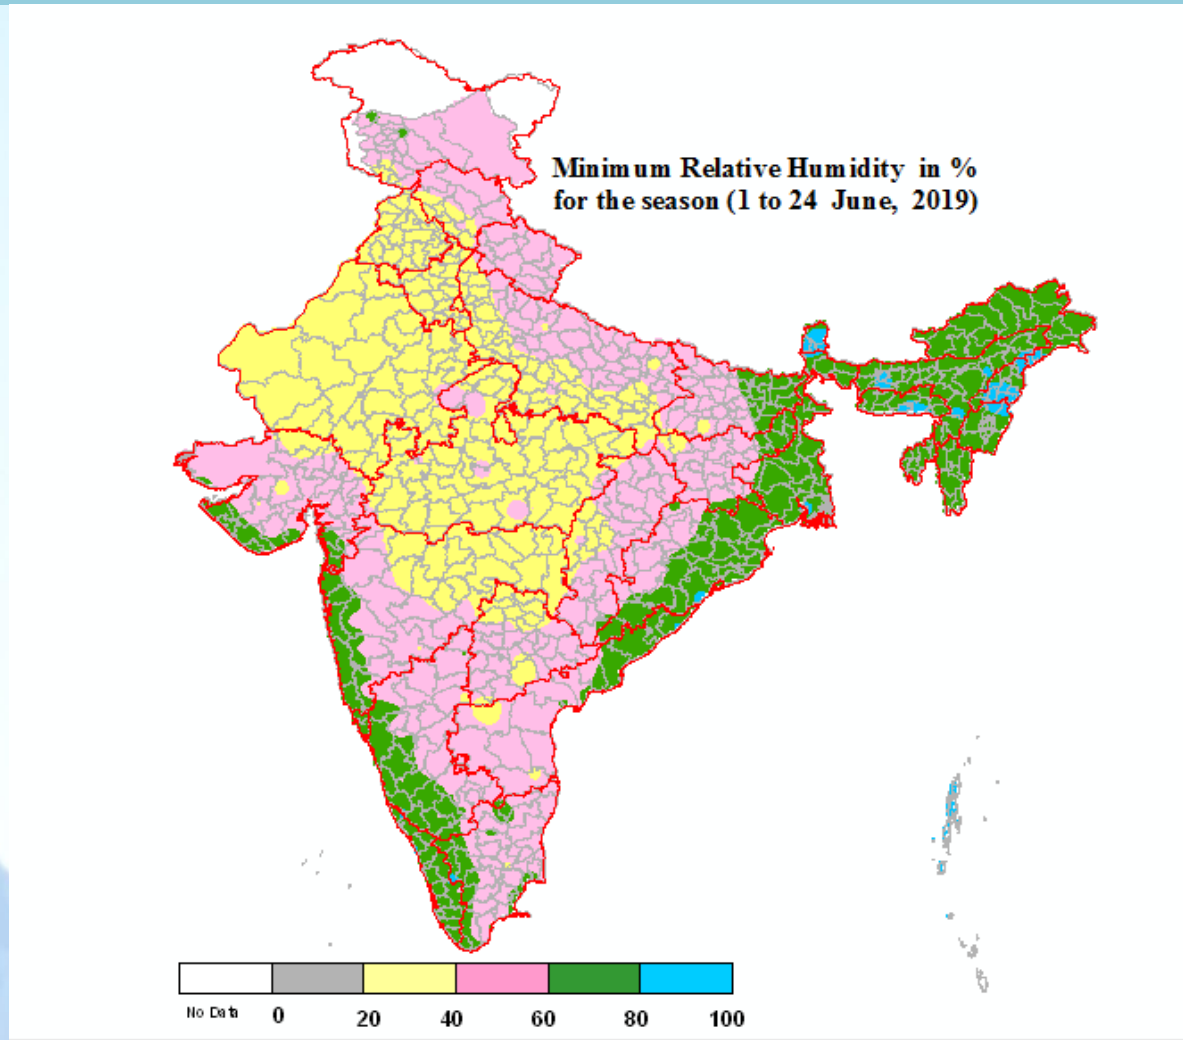 Minimum Relative Humidity in %
for the season (1 to 24 June, 2019)
No Data 0 20 40 60 80 100